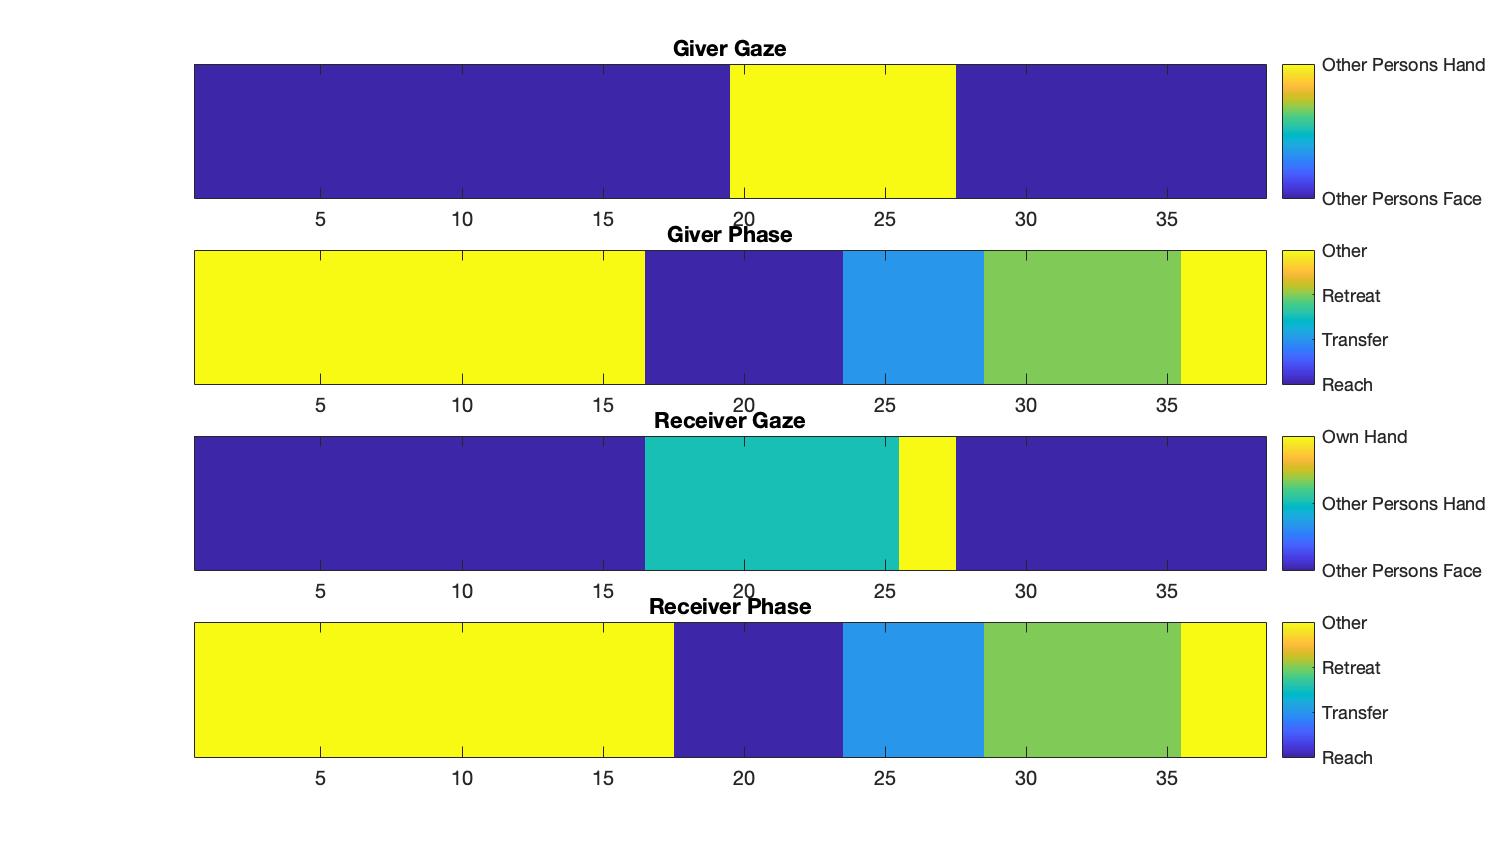 Giver Gaze
Other Persons Hand
Other Persons Face
5 10 15 20 25 30 35
Giver Phase
Other
Retreat
Transfer
Reach
5 10 15 20 25 30 35
Receiver Gaze
Own Hand
Other Persons Hand
Other Persons Face
5 10 15 20 25 30 35
Receiver Phase
Other
Retreat
Transfer
Reach
5 10 15 20 25 30 35